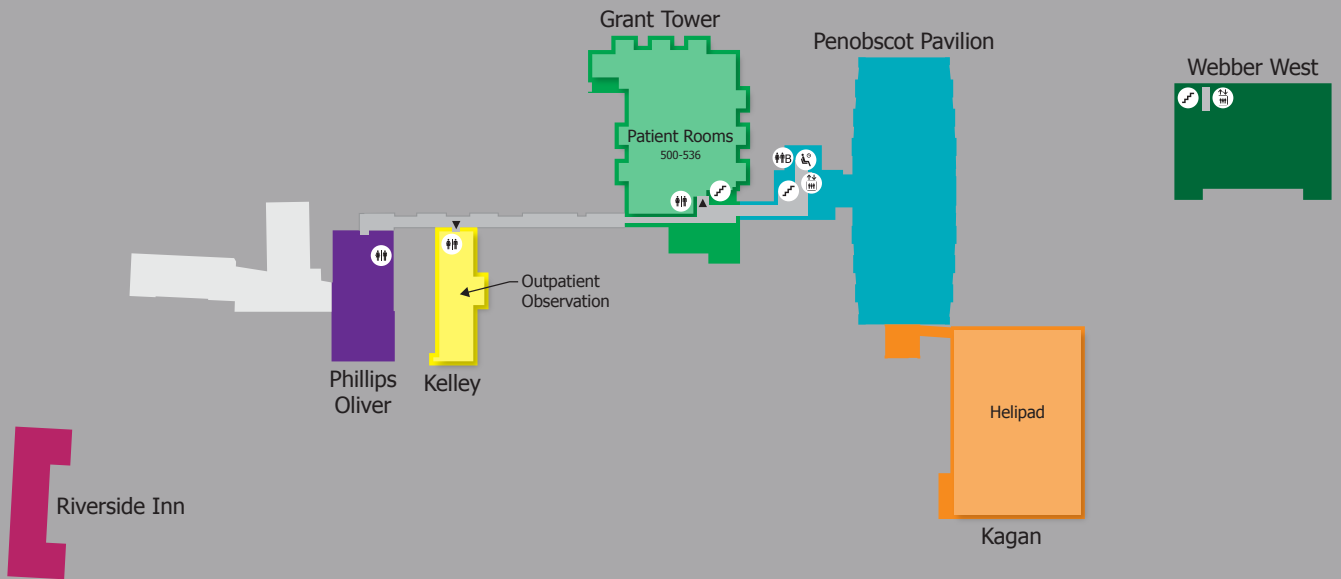 Grant Tower
Penobscot Pavilion
Webber West
Patient Rooms
500-536
B
Outpatient
Observation
Phillips
Oliver
Kelley
Helipad
Riverside Inn
Kagan